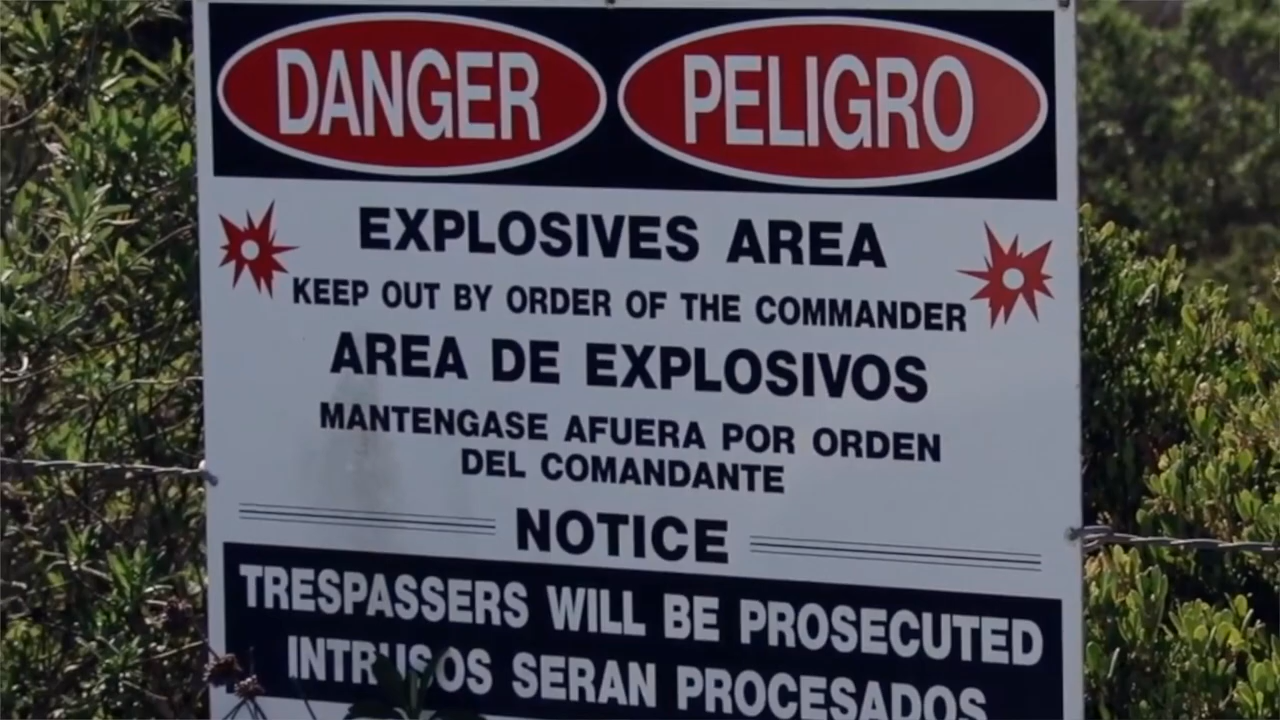 DANGER PELIGRO
EXPLOSIVES AREA
KEEP OUT BY ORDER OF THE COMMANDER
AREA DE EXPLOSIVOS
MANTENGASE AFUERA POR ORDEN
DEL COMANDANTE
NOTICE
TRESPASSERS WILL BE PROSECUTED
INTRUSOS SERAN PROCESADOS